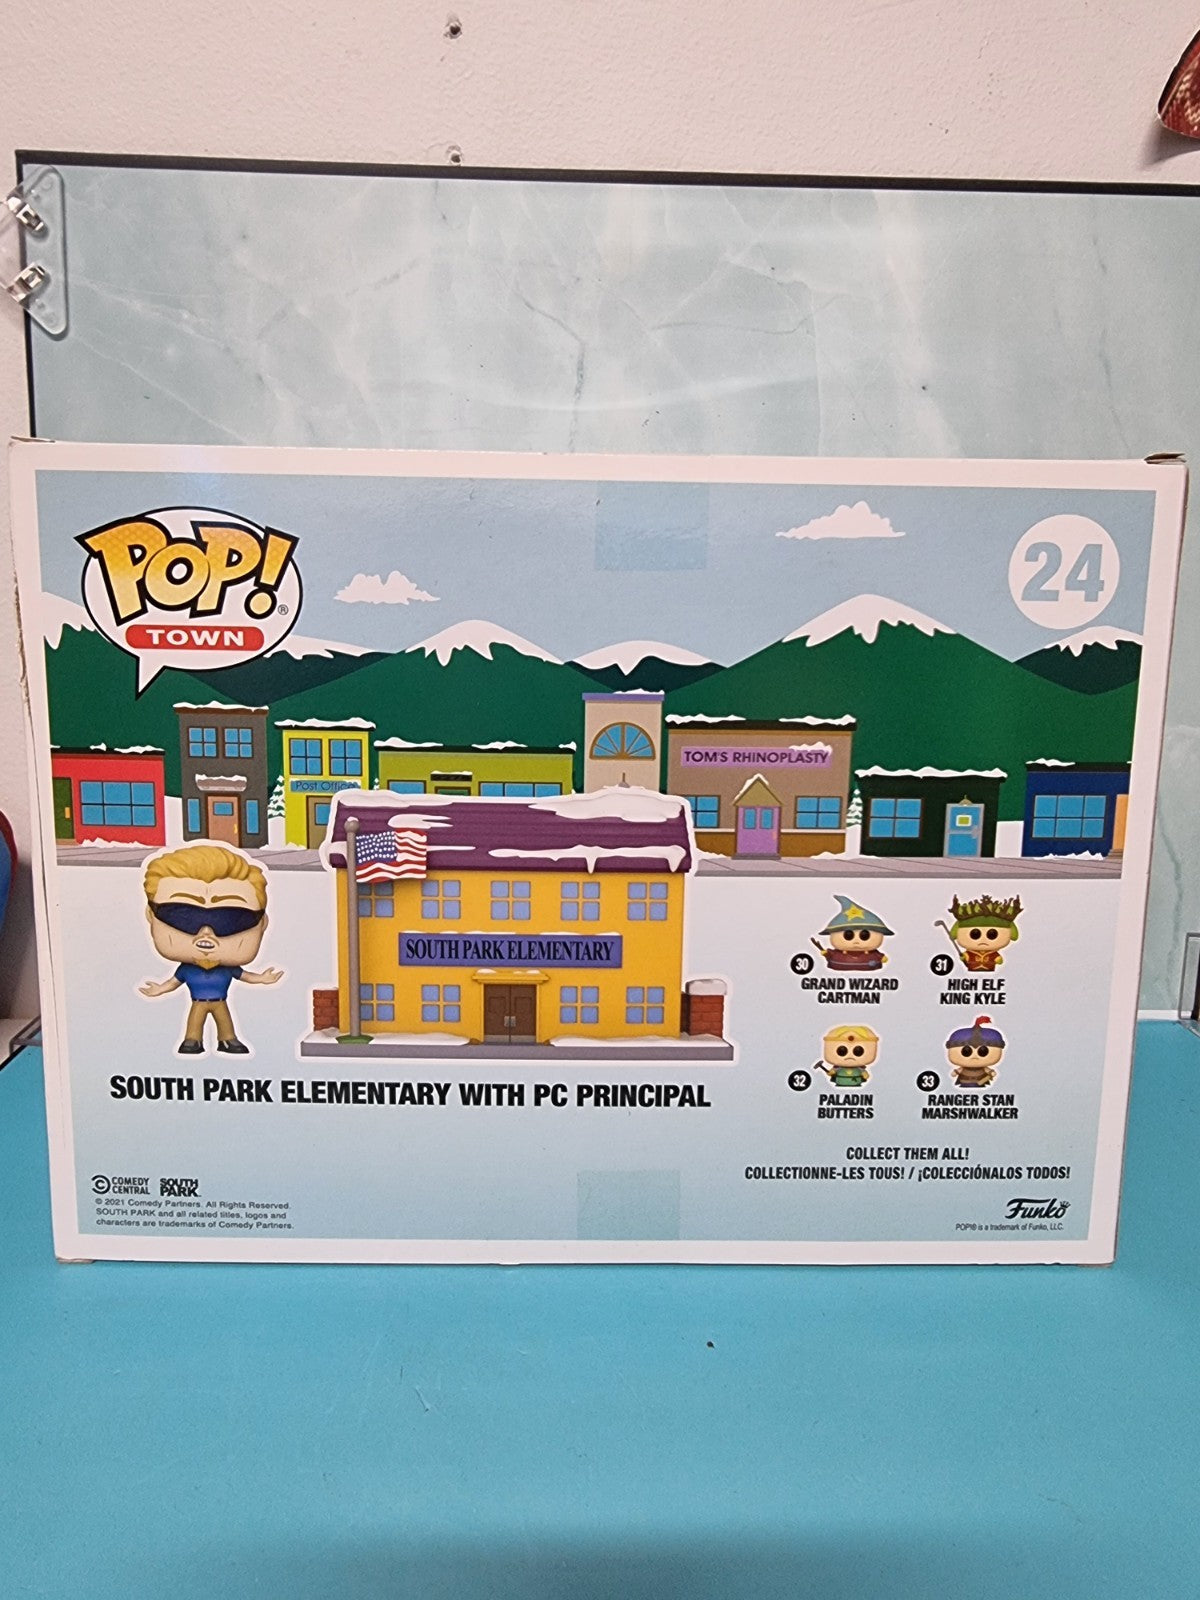 POP!®
TOWN
24
TOM'S RHINOPLASTY
Post Office
SOUTH PARK ELEMENTARY
30
GRAND WIZARD
CARTMAN
31
HIGH ELF
KING KYLE
32
PALADIN
BUTTERS
33
RANGER STAN
MARSHWALKER
SOUTH PARK ELEMENTARY WITH PC PRINCIPAL
COLLECT THEM ALL!
COLLECTIONNE-LES TOUS! / ¡COLECCIÓNALOS TODOS!
COMEDY
CENTRAL
SOUTH
PARK
© 2021 Comedy Partners. All Rights Reserved.
SOUTH PARK and all related titles, logos and
characters are trademarks of Comedy Partners.
Funko
POP!® is a trademark of Funko, LLC.